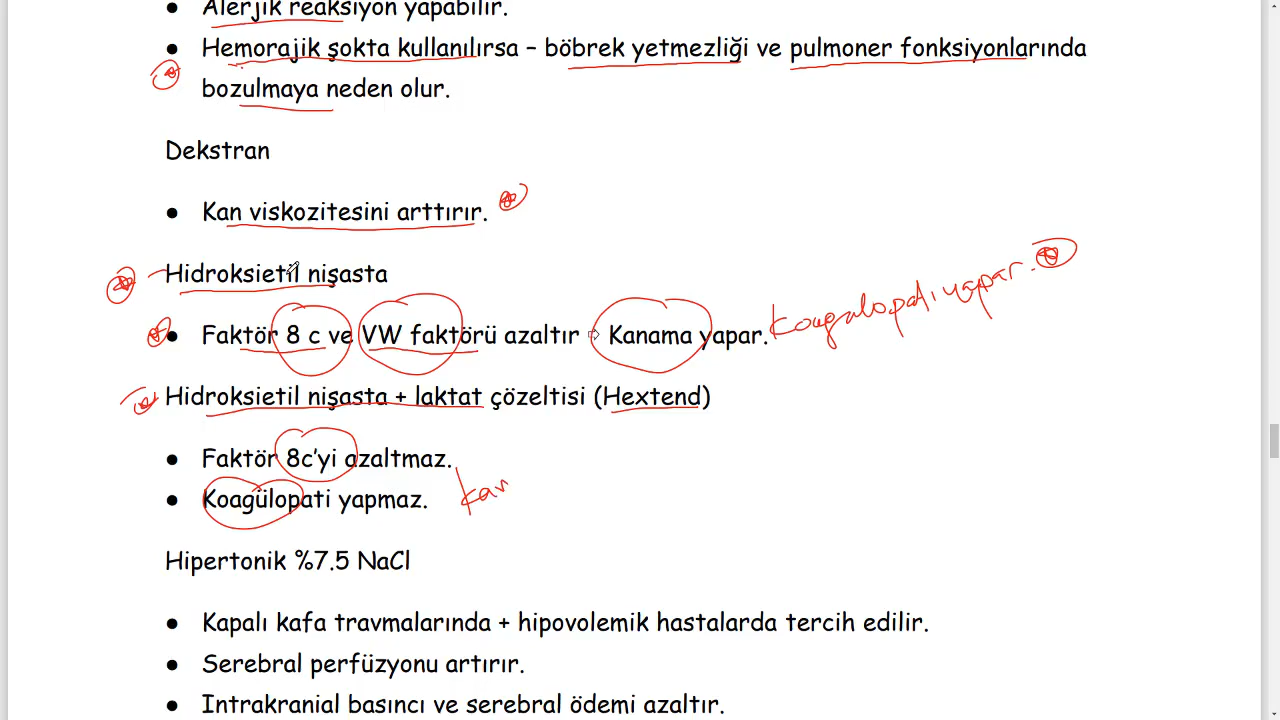 ● Alerjik reaksiyon yapabilir.
● Hemorajik şokta kullanılırsa – böbrek yetmezliği ve pulmoner fonksiyonlarında
bozulmaya neden olur.
Dekstran
● Kan viskozitesini arttırır.
Hidroksietil nişasta
● Faktör 8 c ve VW faktörü azaltır → Kanama yapar. Koagulopati yapar.
Hidroksietil nişasta + laktat çözeltisi (Hextend)
● Faktör 8c’yi azaltmaz.
● Koagülopati yapmaz. kan
Hipertonik %7.5 NaCl
● Kapalı kafa travmalarında + hipovolemik hastalarda tercih edilir.
● Serebral perfüzyonu artırır.
● Intrakranial basıncı ve serebral ödemi azaltır.